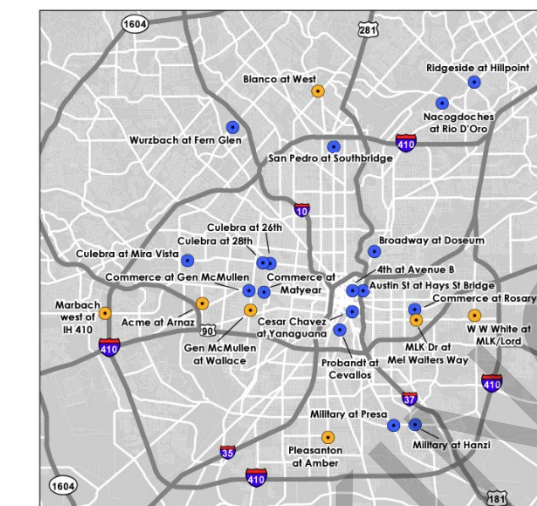 1604
281
Ridgeside at Hillpoint
Blanco at West
Nacogdoches
at Rio D'Oro
Wurzbach at Fern Glen
San Pedro at Southbridge
410
10
Culebra at 26th
Culebra at 28th
Broadway at Doseum
Culebra at Mira Vista
Commerce at Gen McMullen
Commerce at
Matyear
4th at Avenue B
Austin St at Hays St Bridge
Commerce at Rosary
Marbach
west of
IH 410
Acme at Arnaz
90
Gen McMullen
at Wallace
Cesar Chavez
at Yanaguana
W W White at
MLK/Lord
MLK Dr at
Mel Waiters Way
410
Probandt at
Cevallos
410
37
Military at Presa
Military at Hanzi
35
Pleasanton
at Amber
410
1604
181